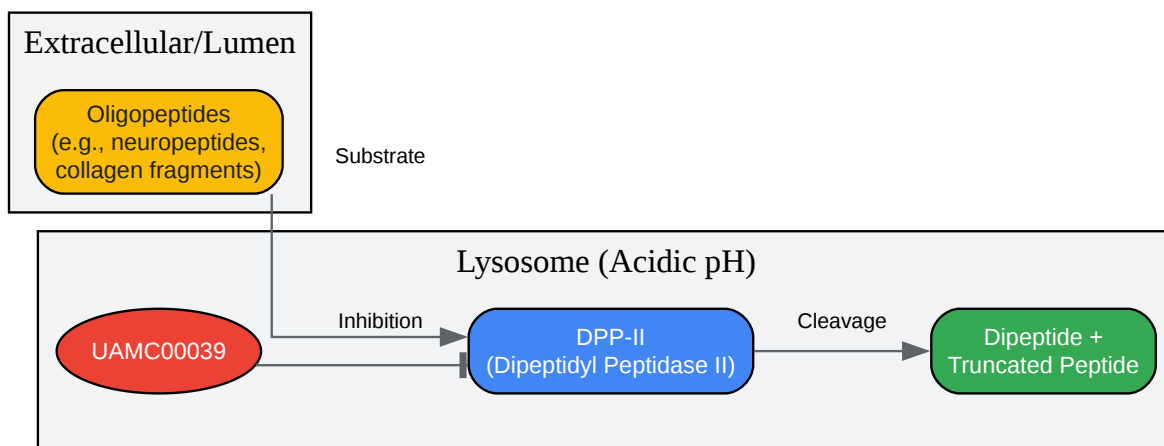 Extracellular/Lumen
Oligopeptides
(e.g., neuropeptides,
collagen fragments)
Substrate
Lysosome (Acidic pH)
UAMC00039
Inhibition
DPP-II
(Dipeptidyl Peptidase II)
Cleavage
Dipeptide +
Truncated Peptide